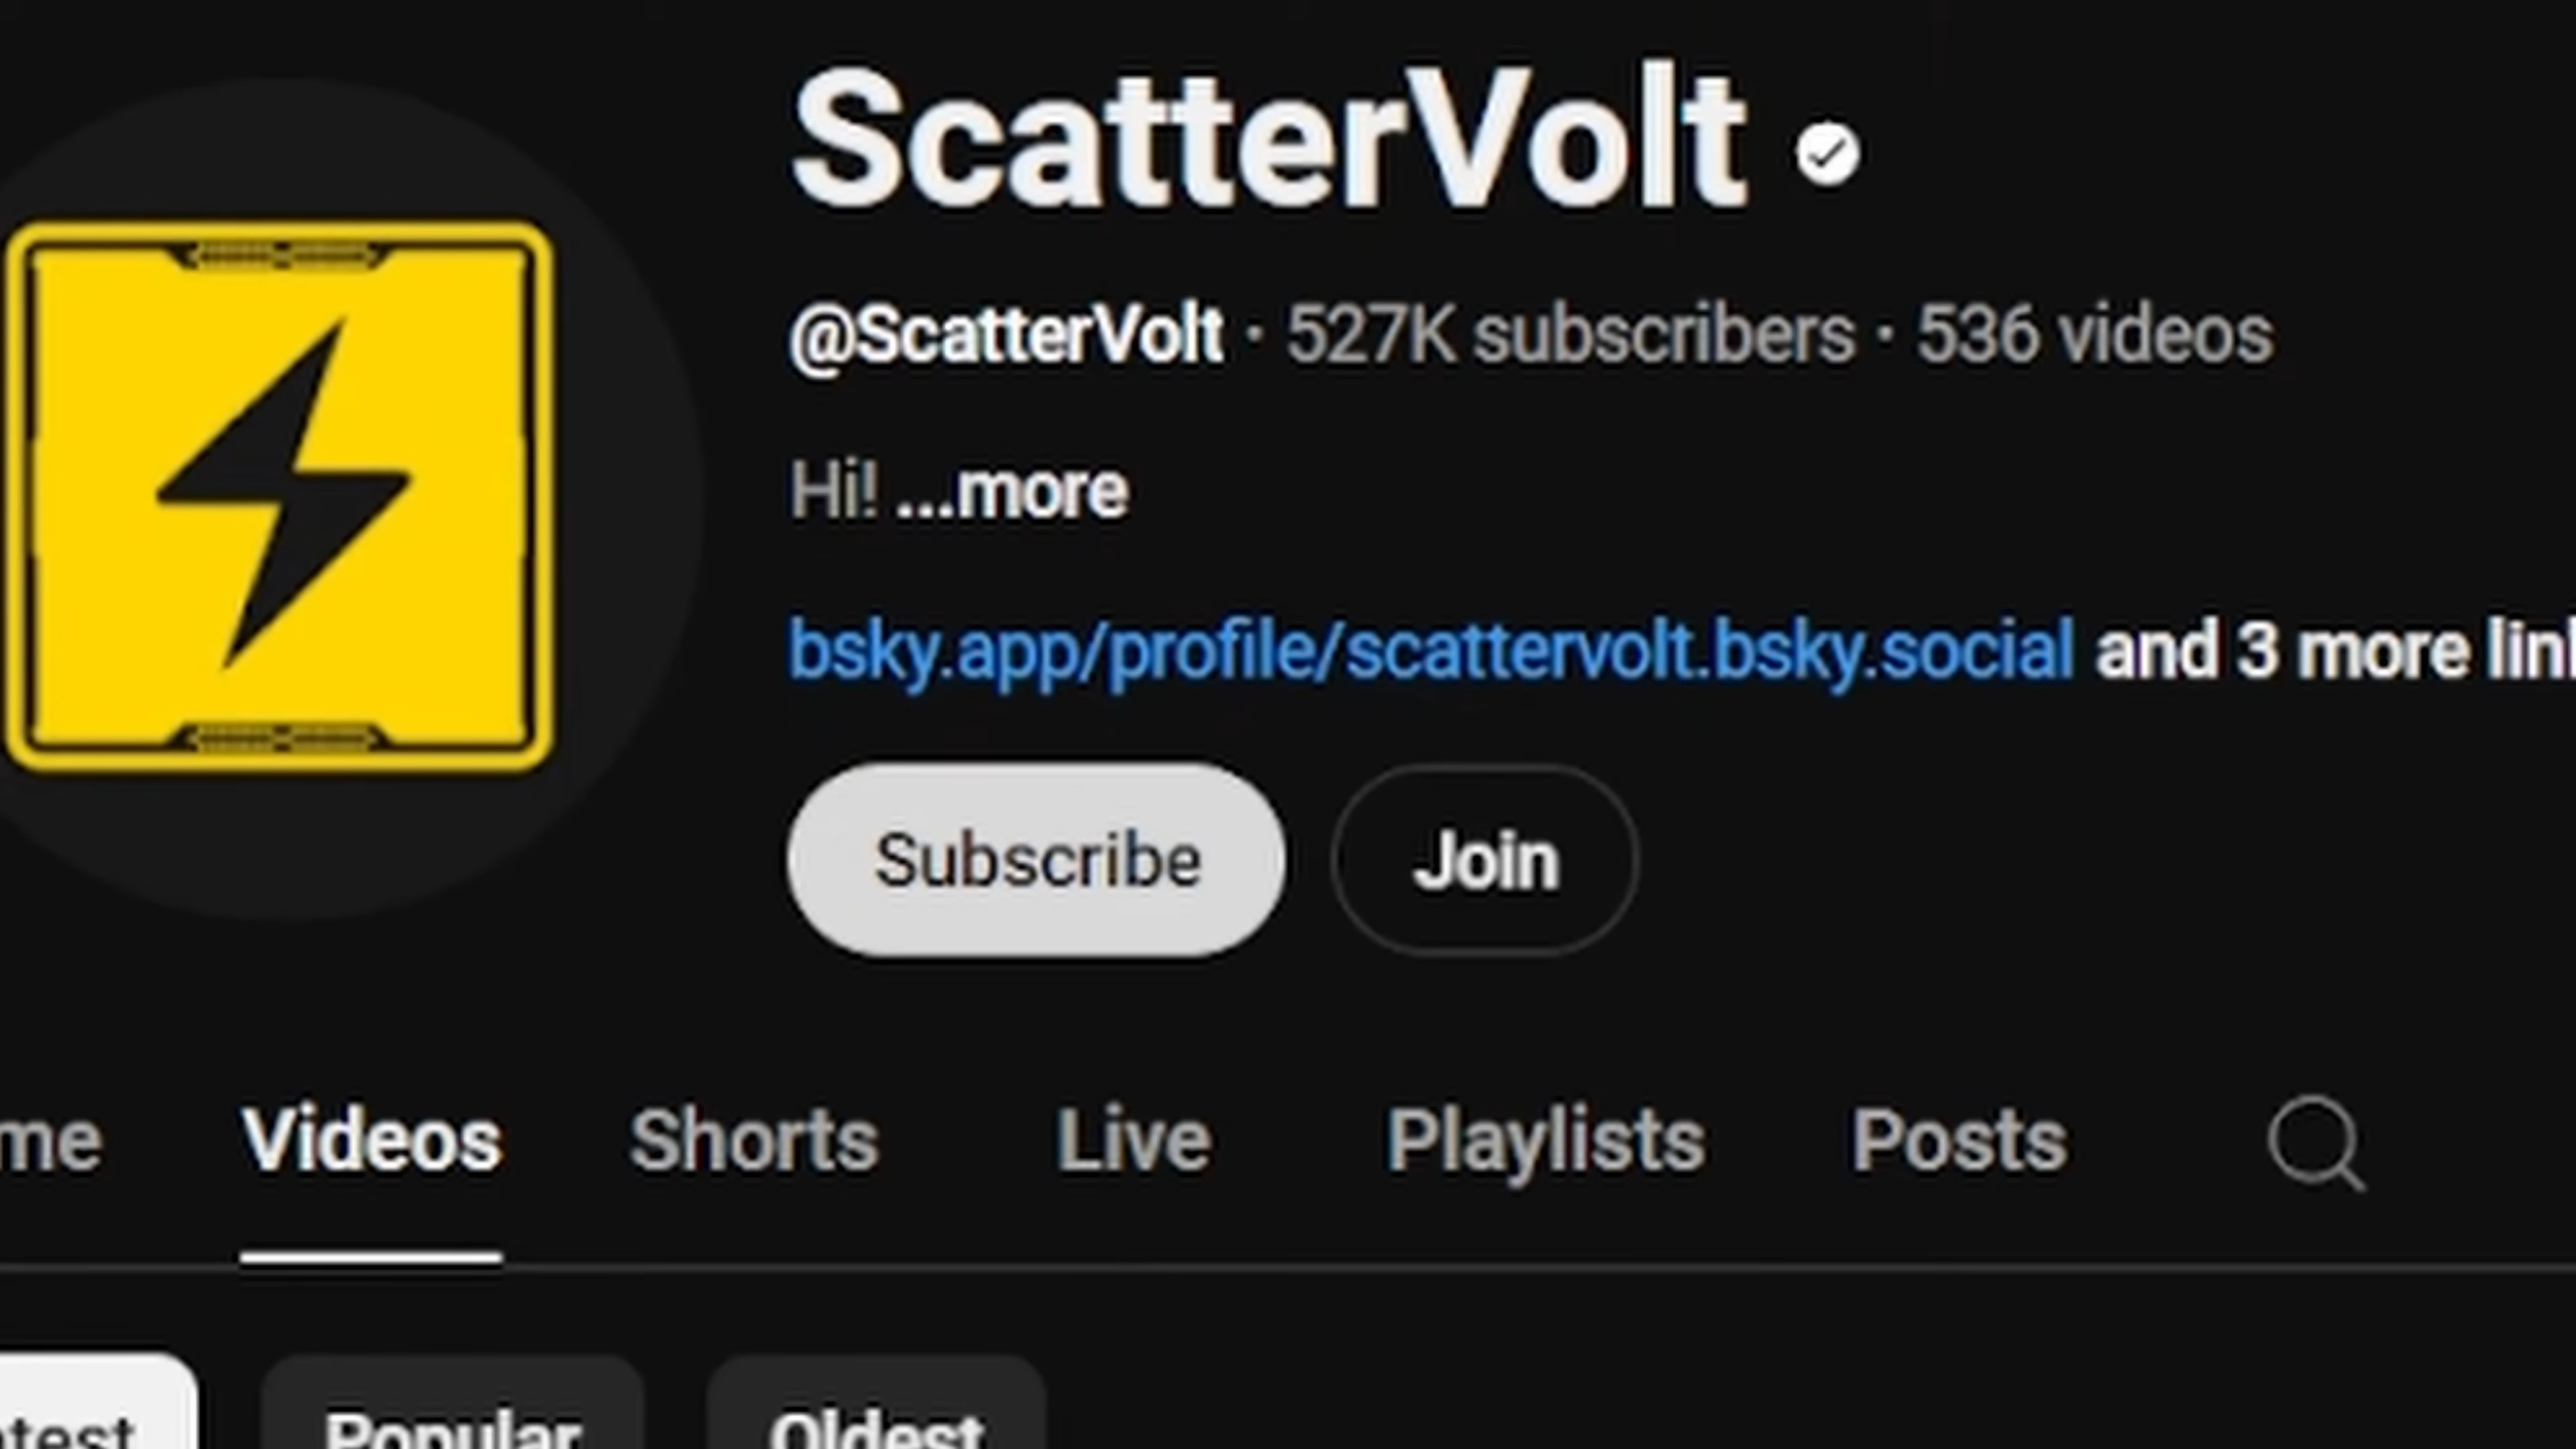 ScatterVolt
@ScatterVolt · 527K subscribers · 536 videos
Hi! ...more
bsky.app/profile/scattervolt.bsky.social and 3 more lin
Subscribe Join
me Videos Shorts Live Playlists Posts
atest Popular Oldest